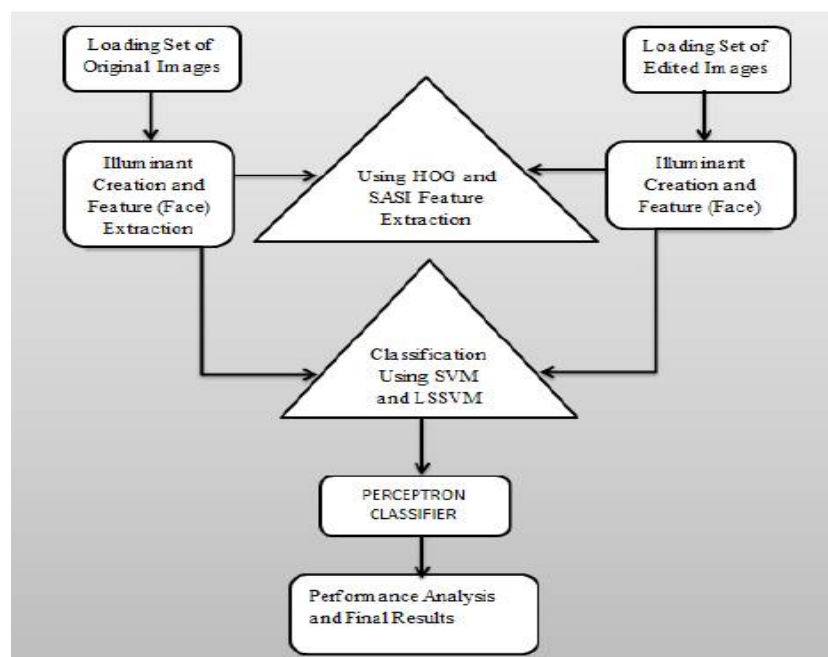 Loading Set of
Original Images
Loading Set of
Edited Images
Illuminant
Creation and
Feature (Face)
Extraction
Using HOG and
SASI Feature
Extraction
Illuminant
Creation and
Feature (Face)
Classification
Using SVM
and LSSVM
PERCEPTRON
CLASSIFIER
Performance Analysis
and Final Results